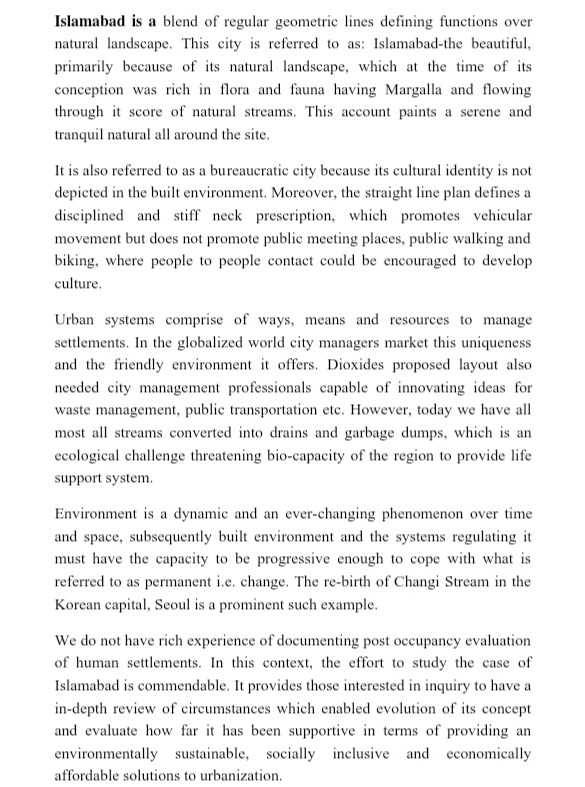 Islamabad is a blend of regular geometric lines defining functions over
natural landscape. This city is referred to as: Islamabad-the beautiful,
primarily because of its natural landscape, which at the time of its
conception was rich in flora and fauna having Margalla and flowing
through it score of natural streams. This account paints a serene and
tranquil natural all around the site.
It is also referred to as a bureaucratic city because its cultural identity is not
depicted in the built environment. Moreover, the straight line plan defines a
disciplined and stiff neck prescription, which promotes vehicular
movement but does not promote public meeting places, public walking and
biking, where people to people contact could be encouraged to develop
culture.
Urban systems comprise of ways, means and resources to manage
settlements. In the globalized world city managers market this uniqueness
and the friendly environment it offers. Dioxides proposed layout also
needed city management professionals capable of innovating ideas for
waste management, public transportation etc. However, today we have all
most all streams converted into drains and garbage dumps, which is an
ecological challenge threatening bio-capacity of the region to provide life
support system.
Environment is a dynamic and an ever-changing phenomenon over time
and space, subsequently built environment and the systems regulating it
must have the capacity to be progressive enough to cope with what is
referred to as permanent i.e. change. The re-birth of Changi Stream in the
Korean capital, Seoul is a prominent such example.
We do not have rich experience of documenting post occupancy evaluation
of human settlements. In this context, the effort to study the case of
Islamabad is commendable. It provides those interested in inquiry to have a
in-depth review of circumstances which enabled evolution of its concept
and evaluate how far it has been supportive in terms of providing an
environmentally sustainable, socially inclusive and economically
affordable solutions to urbanization.